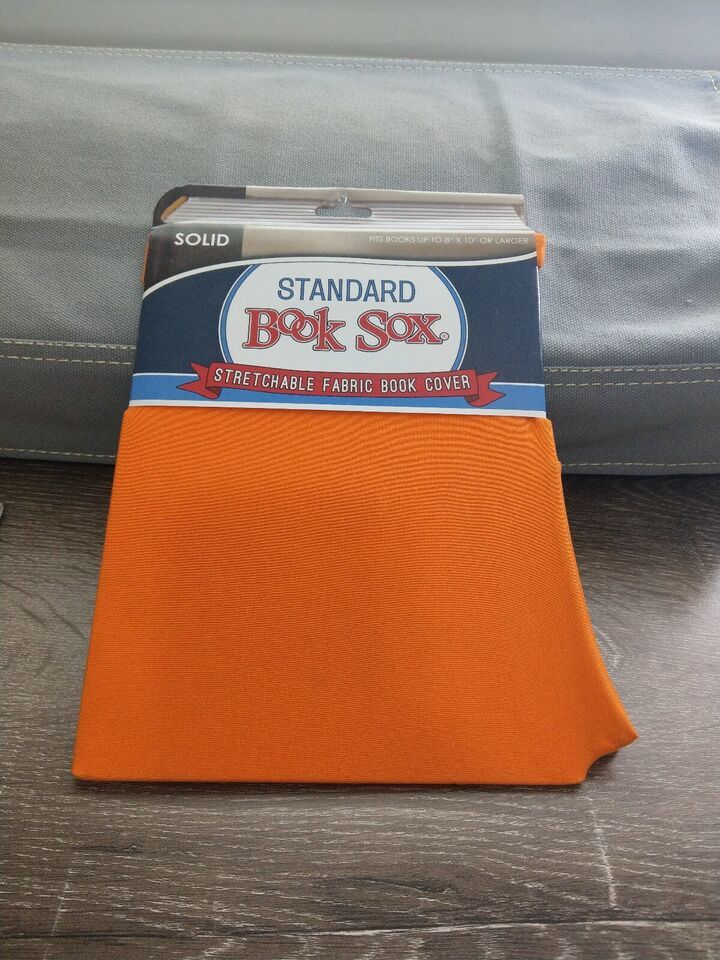 SOLID
FITS BOOKS UP TO 8" X 10" OR LARGER
STANDARD
Book Sox®
STRETCHABLE FABRIC BOOK COVER